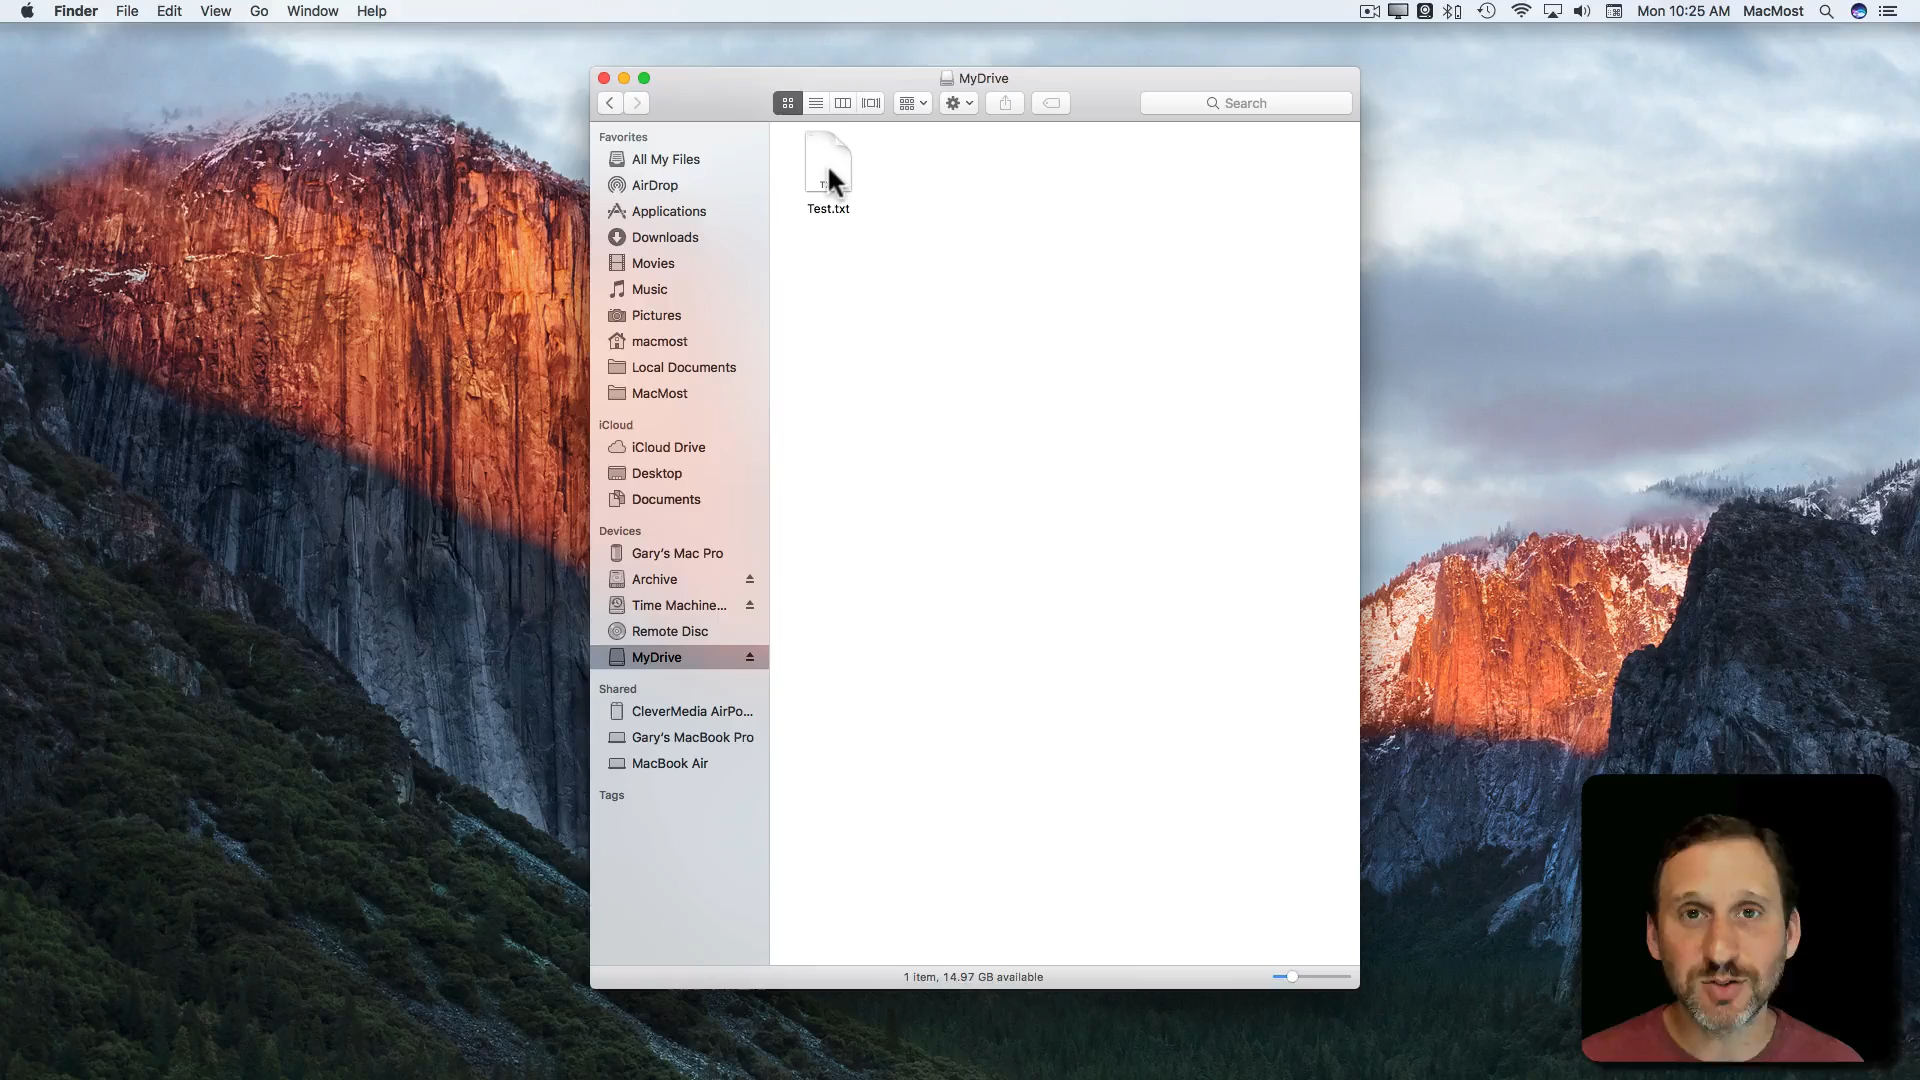 Finder File Edit View Go Window Help
Mon 10:25 AM MacMost
MyDrive
Search
Favorites
All My Files
AirDrop
Applications
Downloads
Movies
Music
Pictures
macmost
Local Documents
MacMost
iCloud
iCloud Drive
Desktop
Documents
Devices
Gary's Mac Pro
Archive
Time Machine...
Remote Disc
MyDrive
Shared
CleverMedia AirPo...
Gary's MacBook Pro
MacBook Air
Tags
Test.txt
1 item, 14.97 GB available